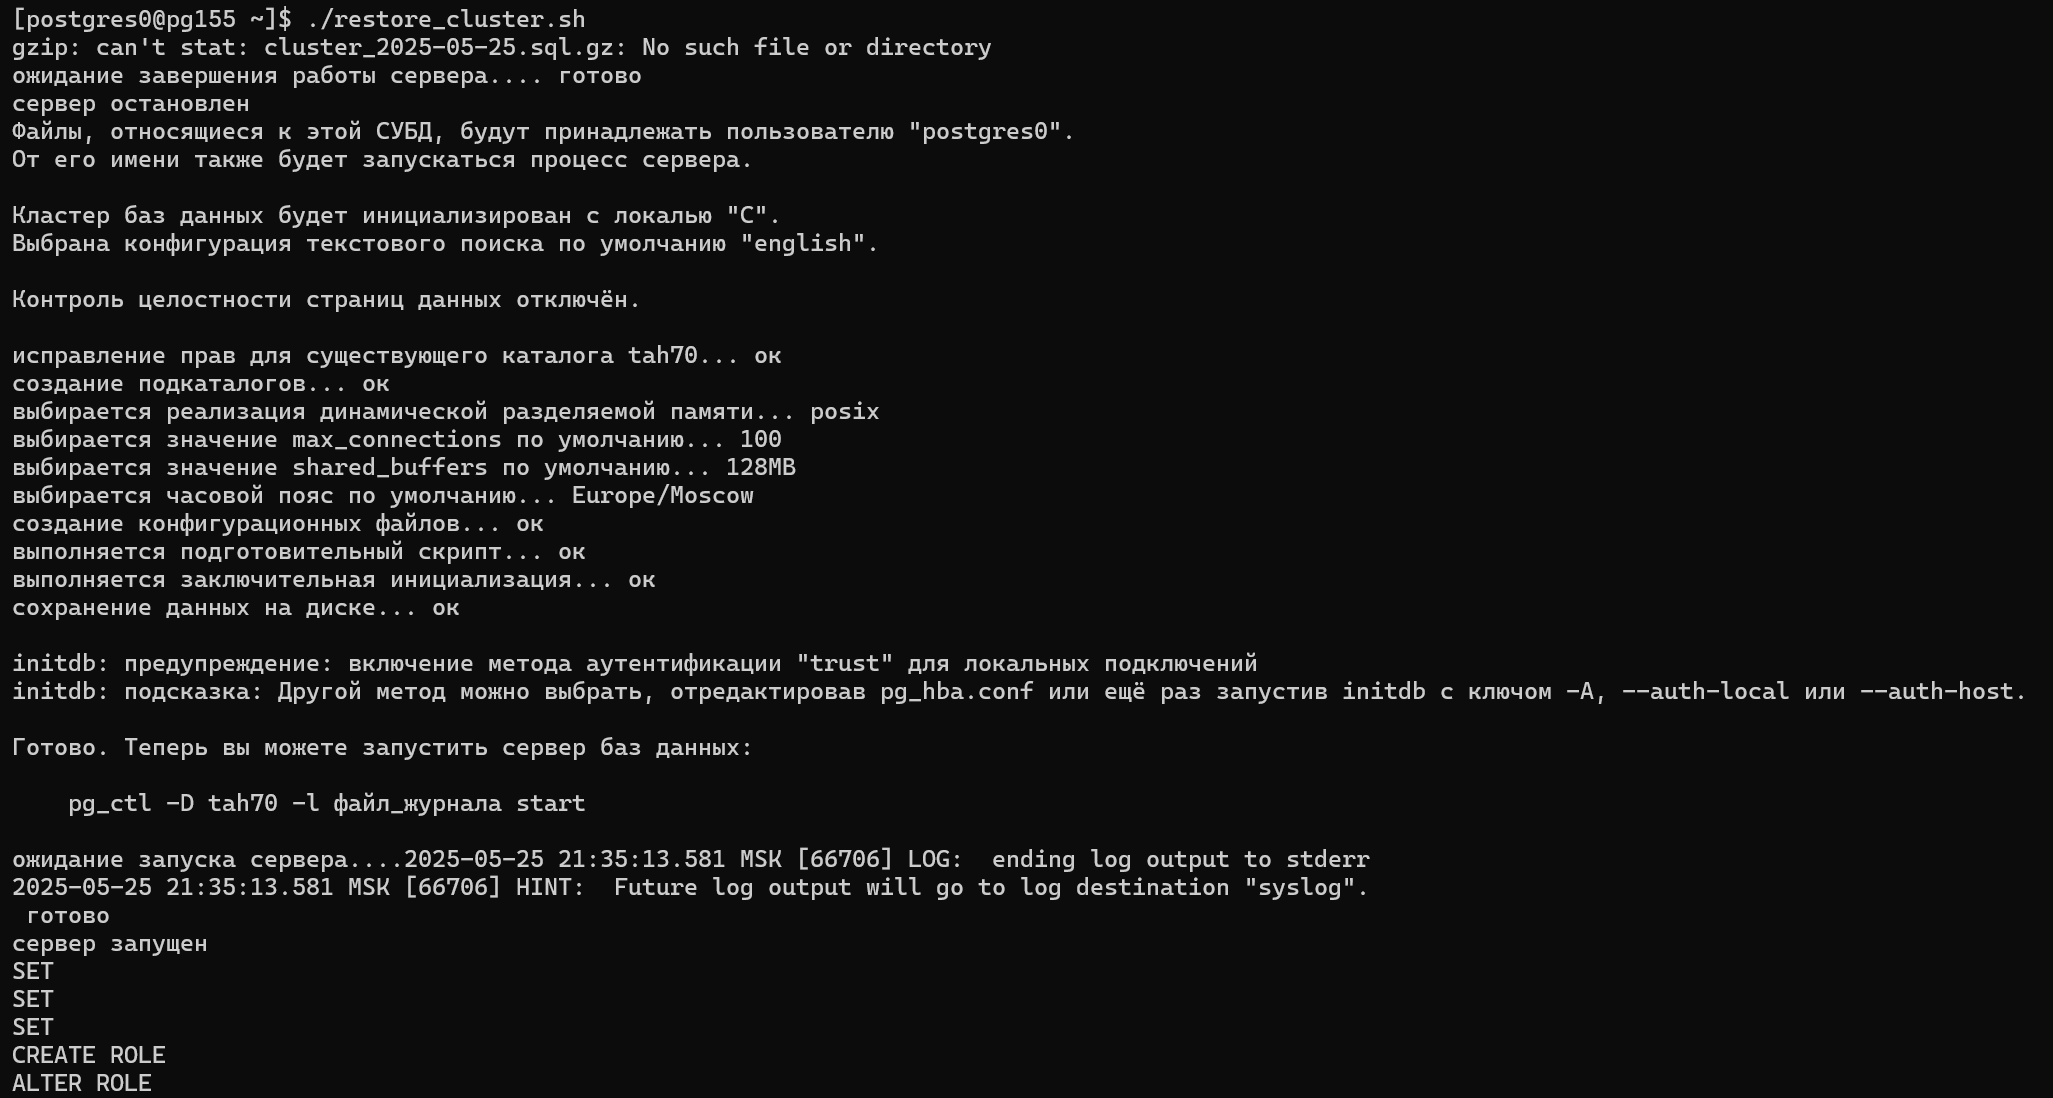 [postgres0@pg155 ~]$ ./restore_cluster.sh
gzip: can't stat: cluster_2025-05-25.sql.gz: No such file or directory
ожидание завершения работы сервера.... готово
сервер остановлен
Файлы, относящиеся к этой СУБД, будут принадлежать пользователю "postgres0".
От его имени также будет запускаться процесс сервера.

Кластер баз данных будет инициализирован с локалью "C".
Выбрана конфигурация текстового поиска по умолчанию "english".

Контроль целостности страниц данных отключён.

исправление прав для существующего каталога tah70... ок
создание подкаталогов... ок
выбирается реализация динамической разделяемой памяти... posix
выбирается значение max_connections по умолчанию... 100
выбирается значение shared_buffers по умолчанию... 128MB
выбирается часовой пояс по умолчанию... Europe/Moscow
создание конфигурационных файлов... ок
выполняется подготовительный скрипт... ок
выполняется заключительная инициализация... ок
сохранение данных на диске... ок

initdb: предупреждение: включение метода аутентификации "trust" для локальных подключений
initdb: подсказка: Другой метод можно выбрать, отредактировав pg_hba.conf или ещё раз запустив initdb с ключом -A, --auth-local или --auth-host.

Готово. Теперь вы можете запустить сервер баз данных:

    pg_ctl -D tah70 -l файл_журнала start

ожидание запуска сервера....2025-05-25 21:35:13.581 MSK [66706] LOG:  ending log output to stderr
2025-05-25 21:35:13.581 MSK [66706] HINT:  Future log output will go to log destination "syslog".
 готово
сервер запущен
SET
SET
SET
CREATE ROLE
ALTER ROLE